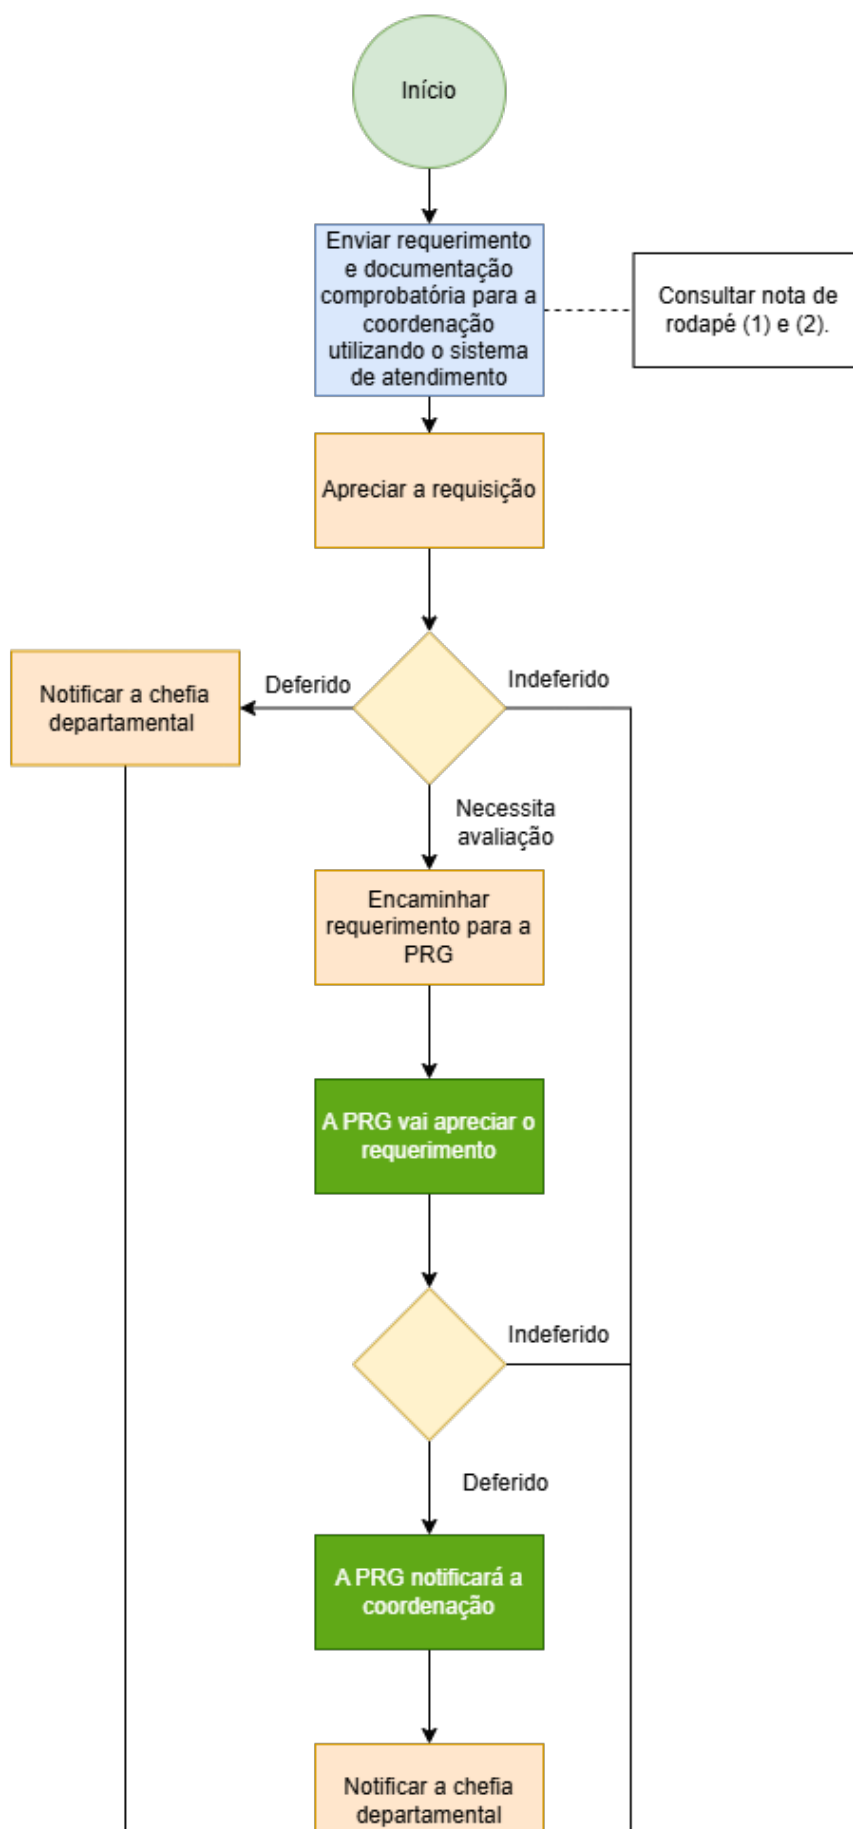 Início
Enviar requerimento
e documentação
comprobatória para a
coordenação
utilizando o sistema
de atendimento
Consultar nota de
rodapé (1) e (2).
Apreciar a requisição
Notificar a chefia
departamental
Deferido
Indeferido
Necessita
avaliação
Encaminhar
requerimento para a
PRG
A PRG vai apreciar o
requerimento
Indeferido
Deferido
A PRG notificará a
coordenação
Notificar a chefia
departamental